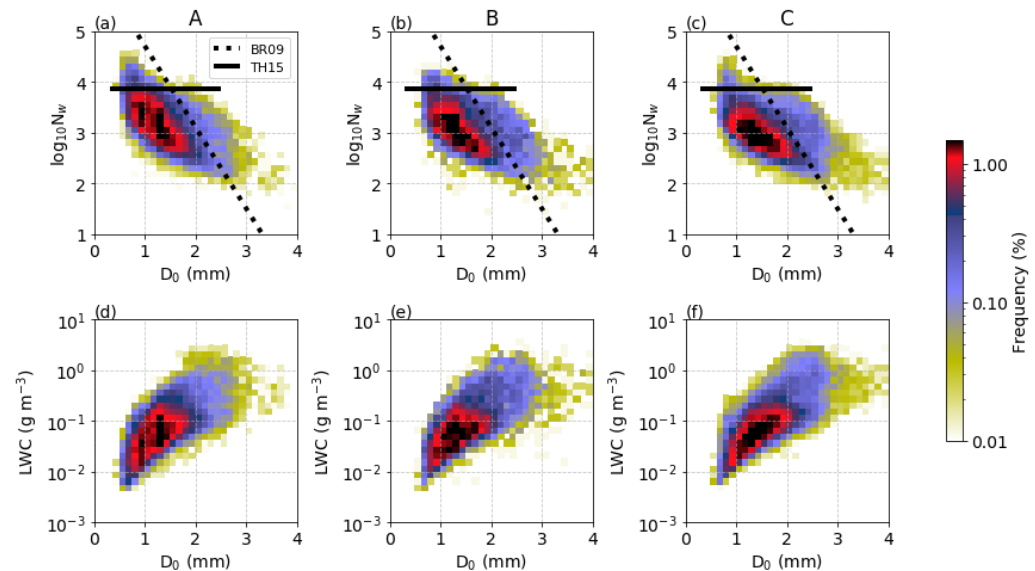 A
B
C
(a)
(b)
(c)
BR09
TH15
5
4
3
2
1
log₁₀N_w
0
1
2
3
4
D₀ (mm)
5
4
3
2
1
log₁₀N_w
0
1
2
3
4
D₀ (mm)
5
4
3
2
1
log₁₀N_w
0
1
2
3
4
D₀ (mm)
(d)
(e)
(f)
10¹
10⁰
10⁻¹
10⁻²
10⁻³
LWC (g m⁻³)
0
1
2
3
4
D₀ (mm)
10¹
10⁰
10⁻¹
10⁻²
10⁻³
LWC (g m⁻³)
0
1
2
3
4
D₀ (mm)
10¹
10⁰
10⁻¹
10⁻²
10⁻³
LWC (g m⁻³)
0
1
2
3
4
D₀ (mm)
1.00
0.10
0.01
Frequency (%)